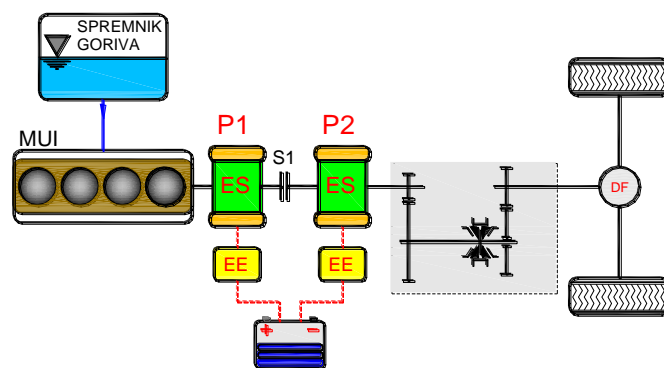 SPREMNIK
GORIVA
MUI
P1
P2
S1
ES
ES
DF
EE
EE
+
-